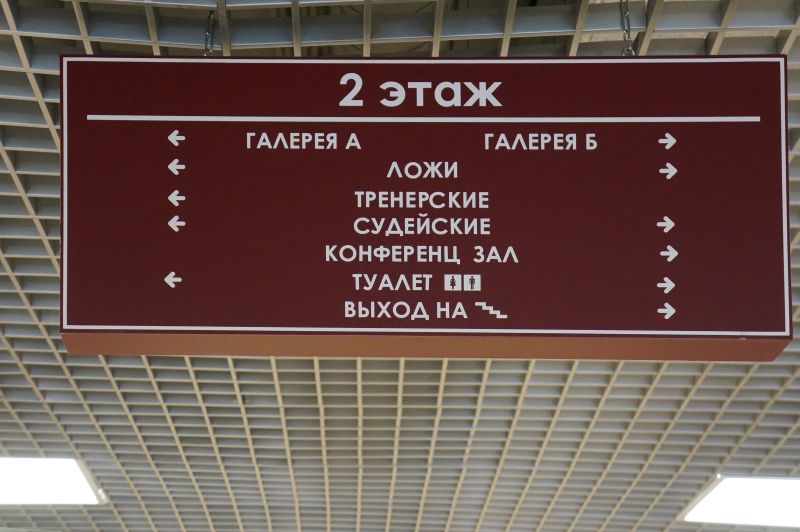 2 этаж
← ГАЛЕРЕЯ А ГАЛЕРЕЯ Б →
← ЛОЖИ →
← ТРЕНЕРСКИЕ
← СУДЕЙСКИЕ →
КОНФЕРЕНЦ ЗАЛ →
← ТУАЛЕТ →
ВЫХОД НА →